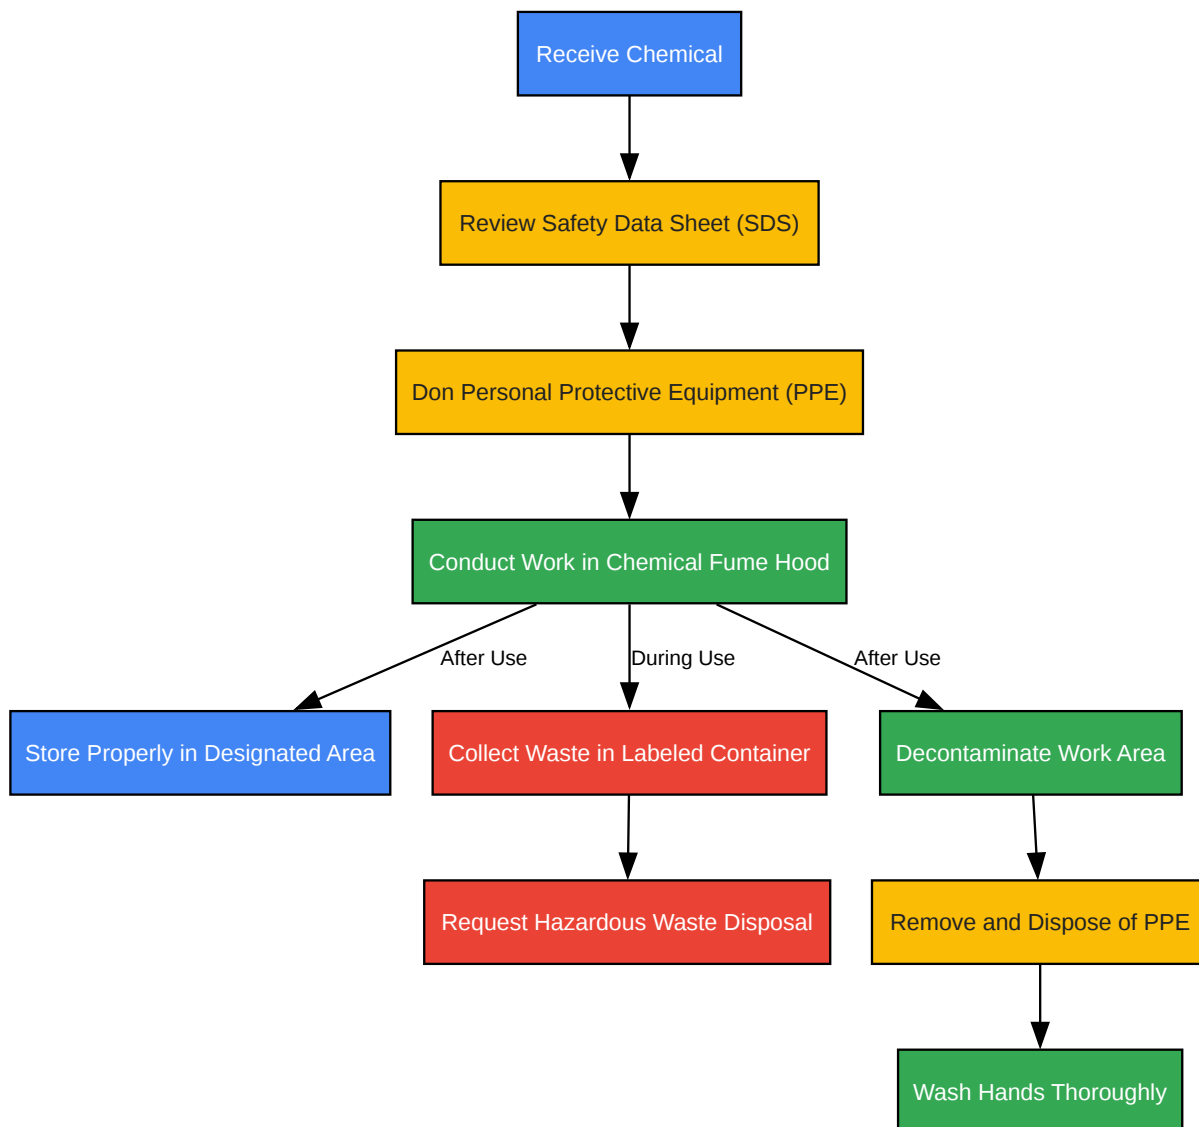 Receive Chemical
Review Safety Data Sheet (SDS)
Don Personal Protective Equipment (PPE)
Conduct Work in Chemical Fume Hood
After Use
During Use
After Use
Store Properly in Designated Area
Collect Waste in Labeled Container
Decontaminate Work Area
Request Hazardous Waste Disposal
Remove and Dispose of PPE
Wash Hands Thoroughly